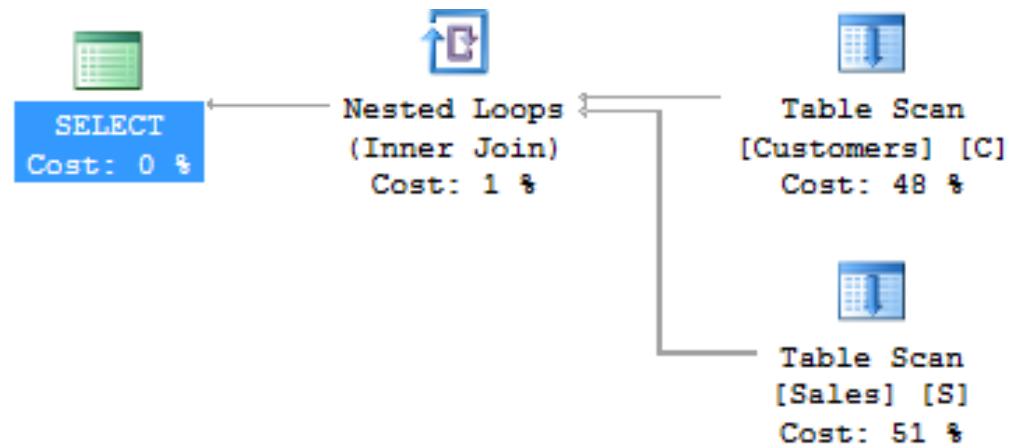 SELECT
Cost: 0 %
Nested Loops
(Inner Join)
Cost: 1 %
Table Scan
[Customers] [C]
Cost: 48 %
Table Scan
[Sales] [S]
Cost: 51 %